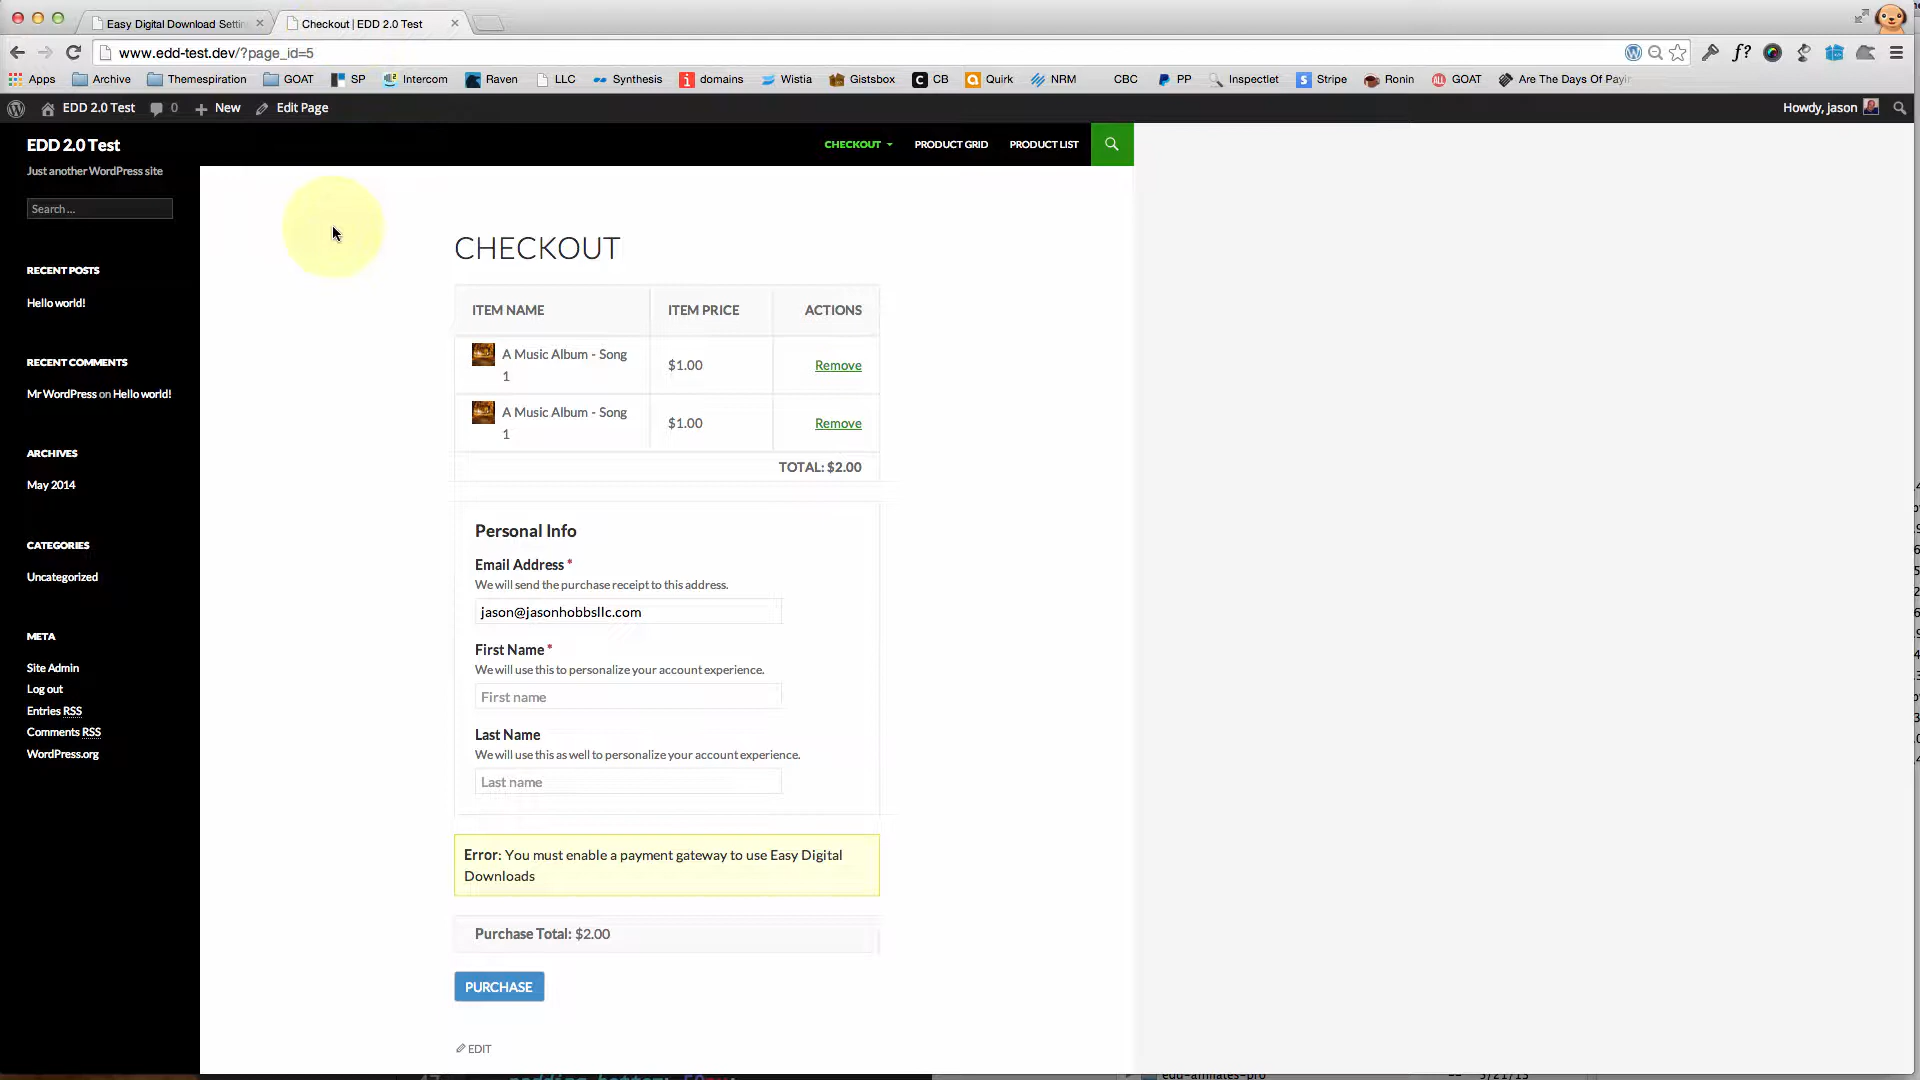 Easy Digital Download Settin
Checkout | EDD 2.0 Test
www.edd-test.dev/?page_id=5
Apps Archive Themespiration GOAT SP Intercom Raven LLC Synthesis domains Wistia Gistsbox CB Quirk NRM CBC PP Inspectlet Stripe Ronin GOAT Are The Days Of Payin
EDD 2.0 Test 0 New Edit Page
Howdy, jason
EDD 2.0 Test
Just another WordPress site
Search ...
RECENT POSTS
Hello world!
RECENT COMMENTS
Mr WordPress on Hello world!
ARCHIVES
May 2014
CATEGORIES
Uncategorized
META
Site Admin
Log out
Entries RSS
Comments RSS
WordPress.org
CHECKOUT PRODUCT GRID PRODUCT LIST
CHECKOUT
ITEM NAME ITEM PRICE ACTIONS
A Music Album - Song
1
$1.00 Remove
A Music Album - Song
1
$1.00 Remove
TOTAL: $2.00
Personal Info
Email Address *
We will send the purchase receipt to this address.
jason@jasonhobbsllc.com
First Name *
We will use this to personalize your account experience.
First name
Last Name
We will use this as well to personalize your account experience.
Last name
Error: You must enable a payment gateway to use Easy Digital
Downloads
Purchase Total: $2.00
PURCHASE
EDIT